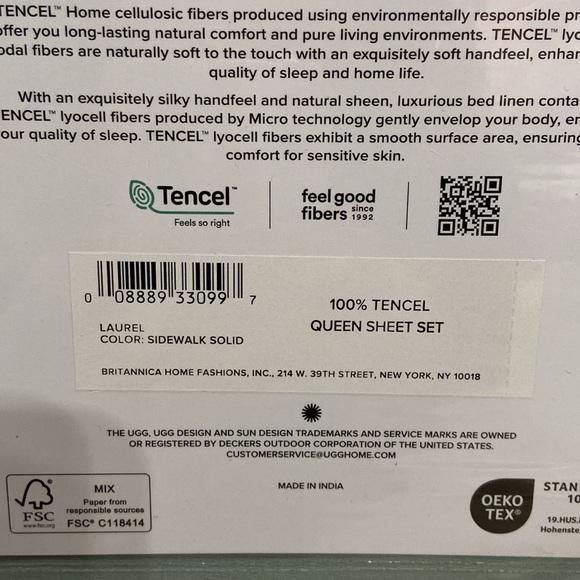 TENCEL™ Home cellulosic fibers produced using environmentally responsible
offer you long-lasting natural comfort and pure living environments. TENCEL™
fibers are naturally soft to the touch with an exquisitely soft handfeel,
quality of sleep and home life.
With an exquisitely silky handfeel and natural sheen, luxurious bed linen
TENCEL™ lyocell fibers produced by Micro technology gently envelop your body,
your quality of sleep. TENCEL™ lyocell fibers exhibit a smooth surface area, ensuring
comfort for sensitive skin.
Tencel™
Feels so right
feel good
fibers since 1992
0 08889 33099 7
100% TENCEL
QUEEN SHEET SET
LAUREL
COLOR: SIDEWALK SOLID
BRITANNICA HOME FASHIONS, INC., 214 W. 39TH STREET, NEW YORK, NY 10018
THE UGG, UGG DESIGN AND SUN DESIGN TRADEMARKS AND SERVICE MARKS ARE OWNED
OR REGISTERED BY DECKERS OUTDOOR CORPORATION OF THE UNITED STATES.
CUSTOMERSERVICE@UGGHOME.COM
MADE IN INDIA
FSC
www.fsc.org
MIX
Paper from
responsible sources
FSC® C118414
OEKO
TEX®
STAN
10
19.HUS.
Hohenste